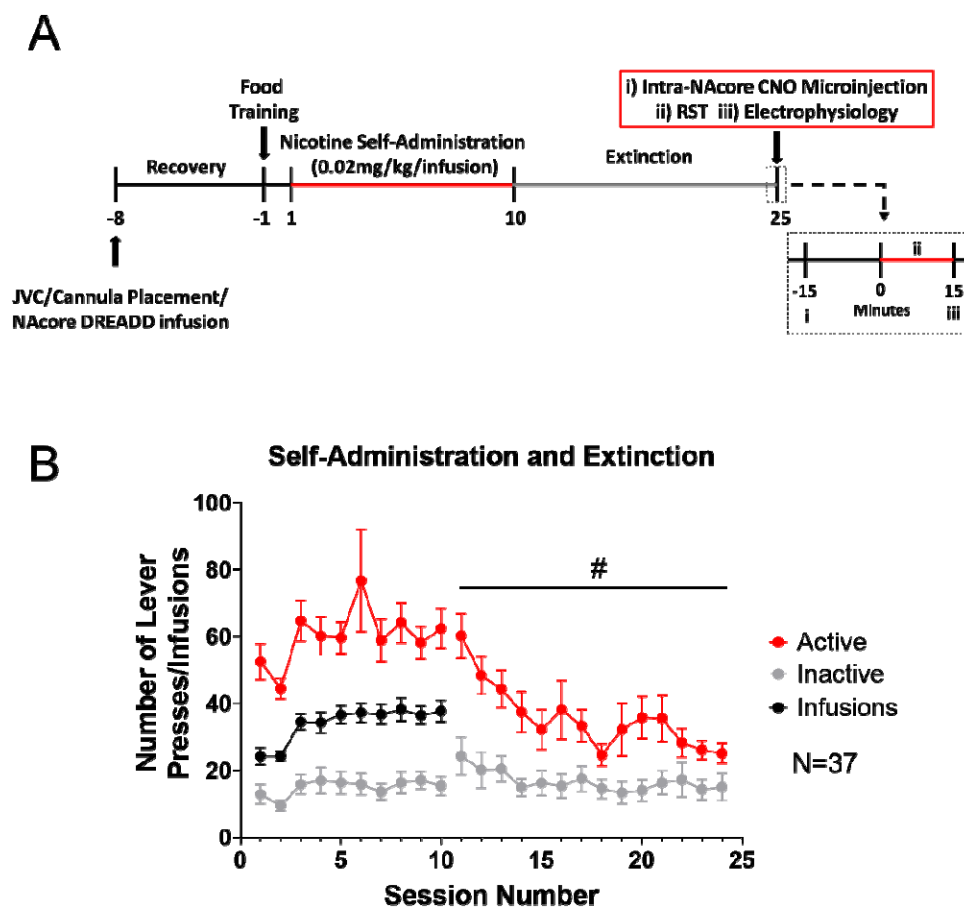 A
Food
Training
i) Intra-NAcore CNO Microinjection
ii) RST iii) Electrophysiology
Recovery
Nicotine Self-Administration
(0.02mg/kg/infusion)
Extinction
-8
-1
1
10
25
JVC/Cannula Placement/
NAcore DREADD infusion
ii
-15
0
15
i
Minutes
iii
B
Self-Administration and Extinction
Number of Lever
Presses/Infusions
100
80
60
40
20
0
#
Active
Inactive
Infusions
N=37
0
5
10
15
20
25
Session Number